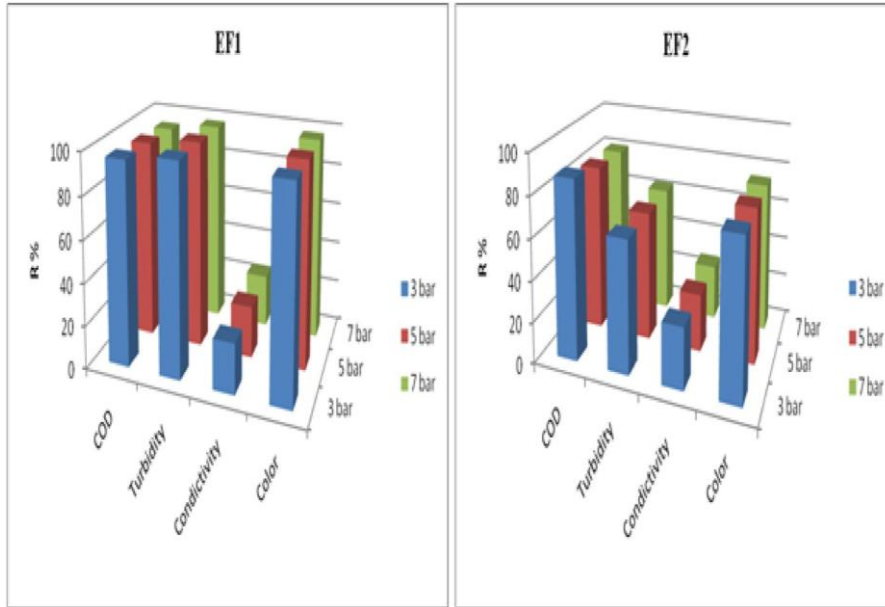 EF1
R %
100
80
60
40
20
0
COD
Turbidity
Condictivity
Color
3 bar
5 bar
7 bar
3 bar
5 bar
7 bar
EF2
R %
100
80
60
40
20
0
COD
Turbidity
Condictivity
Color
3 bar
5 bar
7 bar
3 bar
5 bar
7 bar